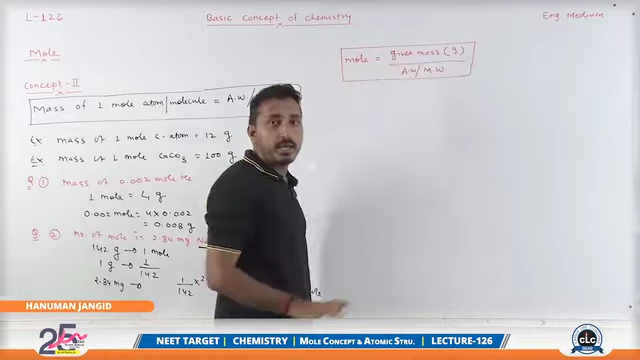 L-126
Basic Concept of chemistry
Eng Medium
Mole
Concept-II
Mass of 1 mole atom/molecule = A.W.
Ex mass of 1 mole C-atom = 12 g
Ex mass of 1 mole CaCO3 = 100 g
Q ① Mass of 0.002 mole He
1 mole = 4 g
0.002 mole = 4 x 0.002
= 0.008 g
Q ② no. of mole in 2.84 mg
142 g → 1 mole
1 g → 1/142
2.84 mg → 1/142 x
mole = given mass (g) / A.W/M.W.
HANUMAN JANGID
25
NEET TARGET | CHEMISTRY | MOLE CONCEPT & ATOMIC STRU. | LECTURE-126
CLC